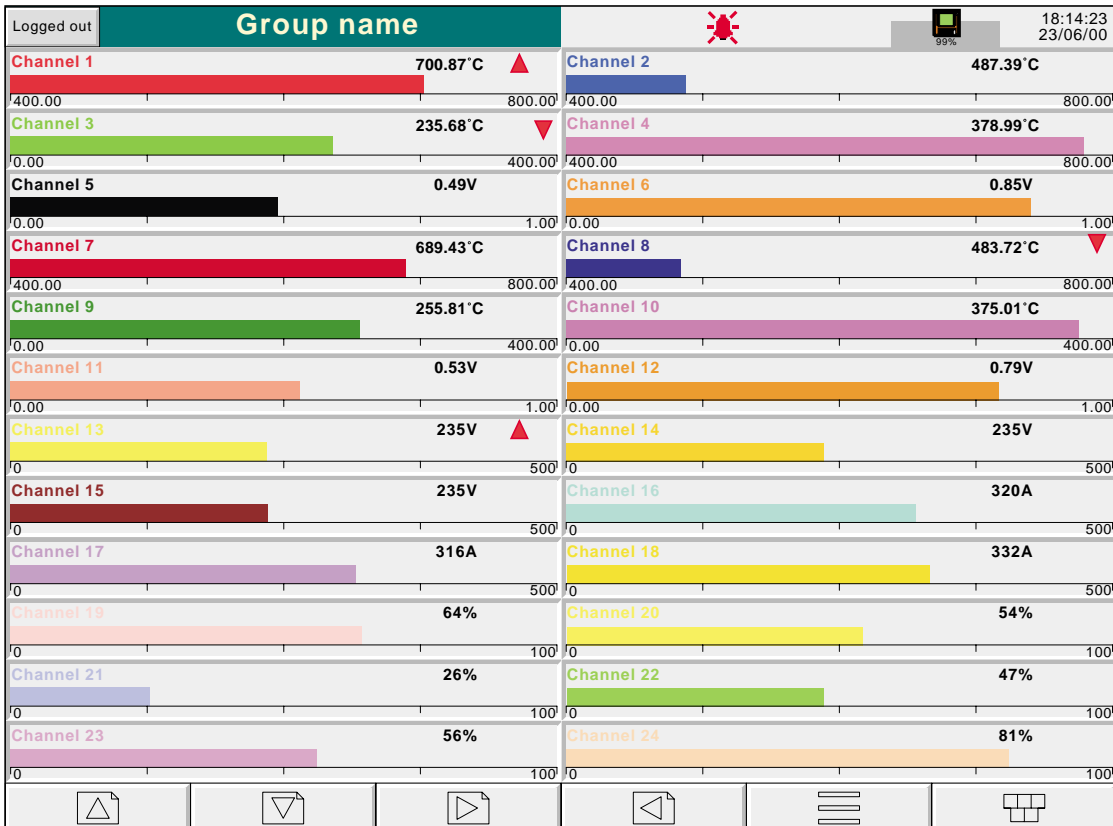 Logged out
Group name
99%
18:14:23
23/06/00
Channel 1 700.87°C
400.00 800.00
Channel 2 487.39°C
400.00 800.00
Channel 3 235.68°C
0.00 400.00
Channel 4 378.99°C
400.00 800.00
Channel 5 0.49V
0.00 1.00
Channel 6 0.85V
0.00 1.00
Channel 7 689.43°C
400.00 800.00
Channel 8 483.72°C
400.00 800.00
Channel 9 255.81°C
0.00 400.00
Channel 10 375.01°C
0.00 400.00
Channel 11 0.53V
0.00 1.00
Channel 12 0.79V
0.00 1.00
Channel 13 235V
0 500
Channel 14 235V
0 500
Channel 15 235V
0 500
Channel 16 320A
0 500
Channel 17 316A
0 500
Channel 18 332A
0 500
Channel 19 64%
0 100
Channel 20 54%
0 100
Channel 21 26%
0 100
Channel 22 47%
0 100
Channel 23 56%
0 100
Channel 24 81%
0 100